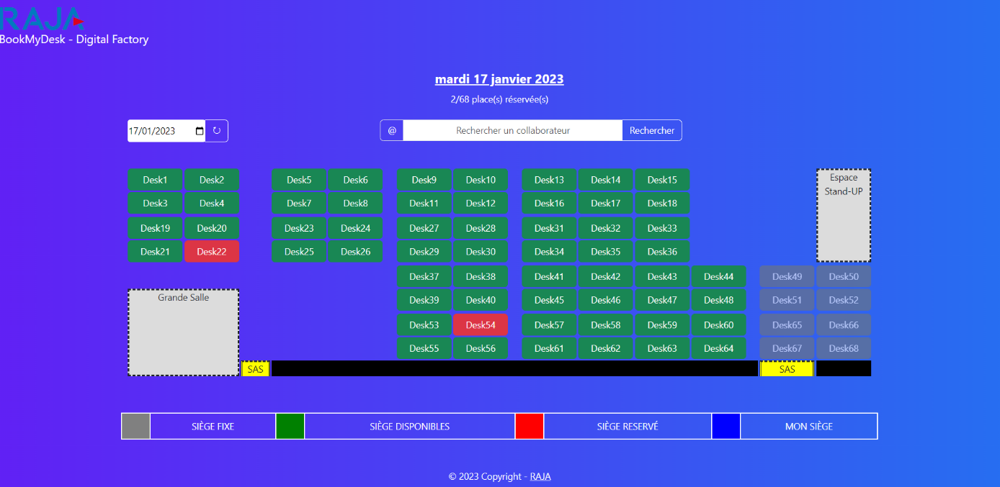 RAJA
BookMyDesk - Digital Factory
mardi 17 janvier 2023
2/68 place(s) réservée(s)
17/01/2023 @ Rechercher un collaborateur Rechercher
Desk1 Desk2 Desk5 Desk6 Desk9 Desk10 Desk13 Desk14 Desk15 Espace
Stand-UP
Desk3 Desk4 Desk7 Desk8 Desk11 Desk12 Desk16 Desk17 Desk18
Desk19 Desk20 Desk23 Desk24 Desk27 Desk28 Desk31 Desk32 Desk33
Desk21 Desk22 Desk25 Desk26 Desk29 Desk30 Desk34 Desk35 Desk36
Desk37 Desk38 Desk41 Desk42 Desk43 Desk44 Desk49 Desk50
Grande Salle Desk39 Desk40 Desk45 Desk46 Desk47 Desk48 Desk51 Desk52
Desk53 Desk54 Desk57 Desk58 Desk59 Desk60 Desk65 Desk66
Desk55 Desk56 Desk61 Desk62 Desk63 Desk64 Desk67 Desk68
SAS SAS
SIÈGE FIXE SIÈGE DISPONIBLES SIÈGE RESERVÉ MON SIÈGE
© 2023 Copyright - RAJA